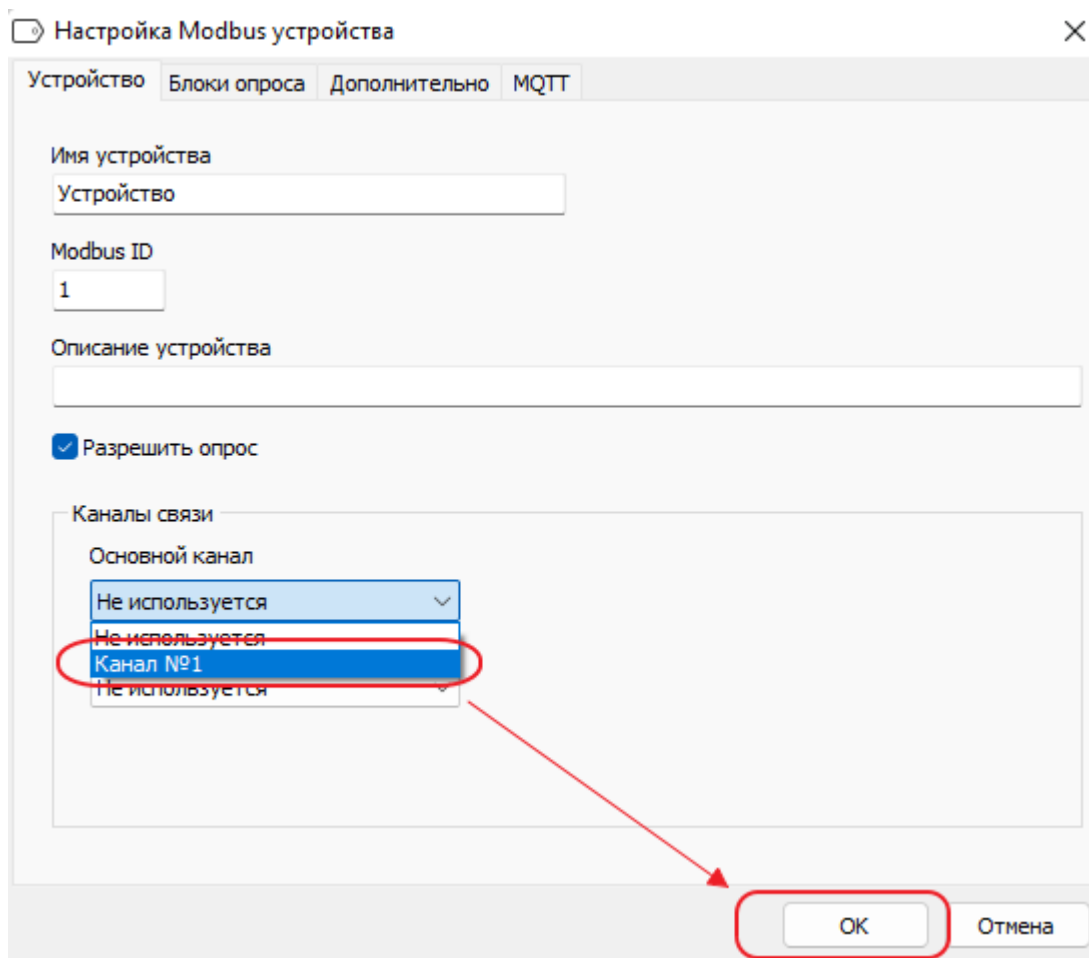 Настройка Modbus устройства
Устройство Блоки опроса Дополнительно MQTT
Имя устройства
Устройство
Modbus ID
1
Описание устройства
Разрешить опрос
Каналы связи
Основной канал
Не используется
Не используется
Канал №1
Не используется
OK Отмена